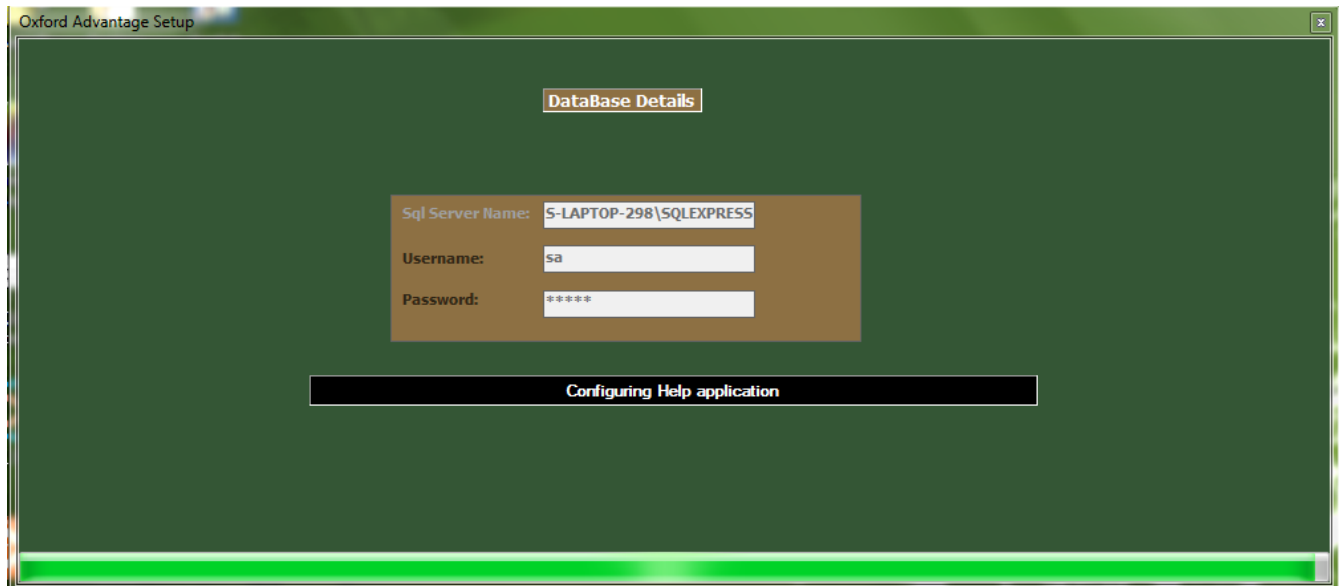 Oxford Advantage Setup
x
DataBase Details
Sql Server Name: S-LAPTOP-298\SQLEXPRESS
Username: sa
Password: *****
Configuring Help application